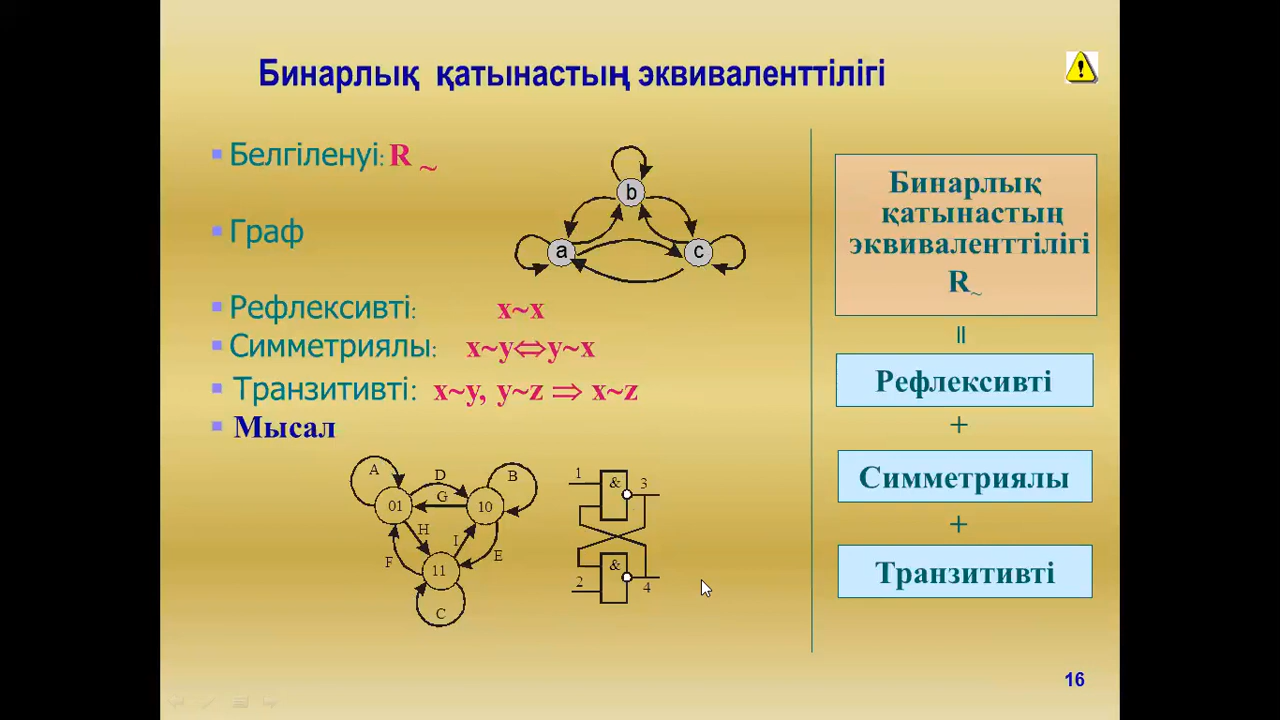 Бинарлық қатынастың эквиваленттілігі
Белгіленуі: R ~
Граф
b
a
c
Рефлексивті: x~x
Симметриялы: x~y⇔y~x
Транзитивті: x~y, y~z ⇒ x~z
Мысал
A
D
B
G
01
10
H
I
F
E
11
C
1
&
3
&
2
4
Бинарлық
қатынастың
эквиваленттілігі
R~
=
Рефлексивті
+
Симметриялы
+
Транзитивті
16